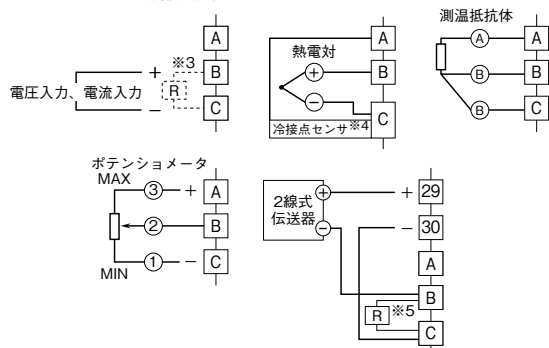 測温抵抗体
A
※3
+
B
R
電圧入力、電流入力
−
C
熱電対
A
+
B
−
C
冷接点センサ※4
A
A
B
B
B
C
ポテンショメータ
MAX
3
+
A
2
B
1
−
C
MIN
2線式
伝送器
+
+
29
−
−
30
A
B
R
※5
C